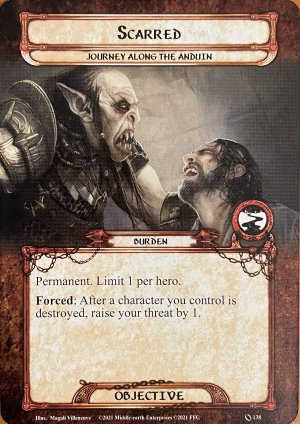 Scarred
Journey Along the Anduin
Burden
Permanent. Limit 1 per hero.
Forced: After a character you control is
destroyed, raise your threat by 1.
Objective
Illus. Magali Villeneuve ©2021 Middle-earth Enterprises ©2021 FFG 138